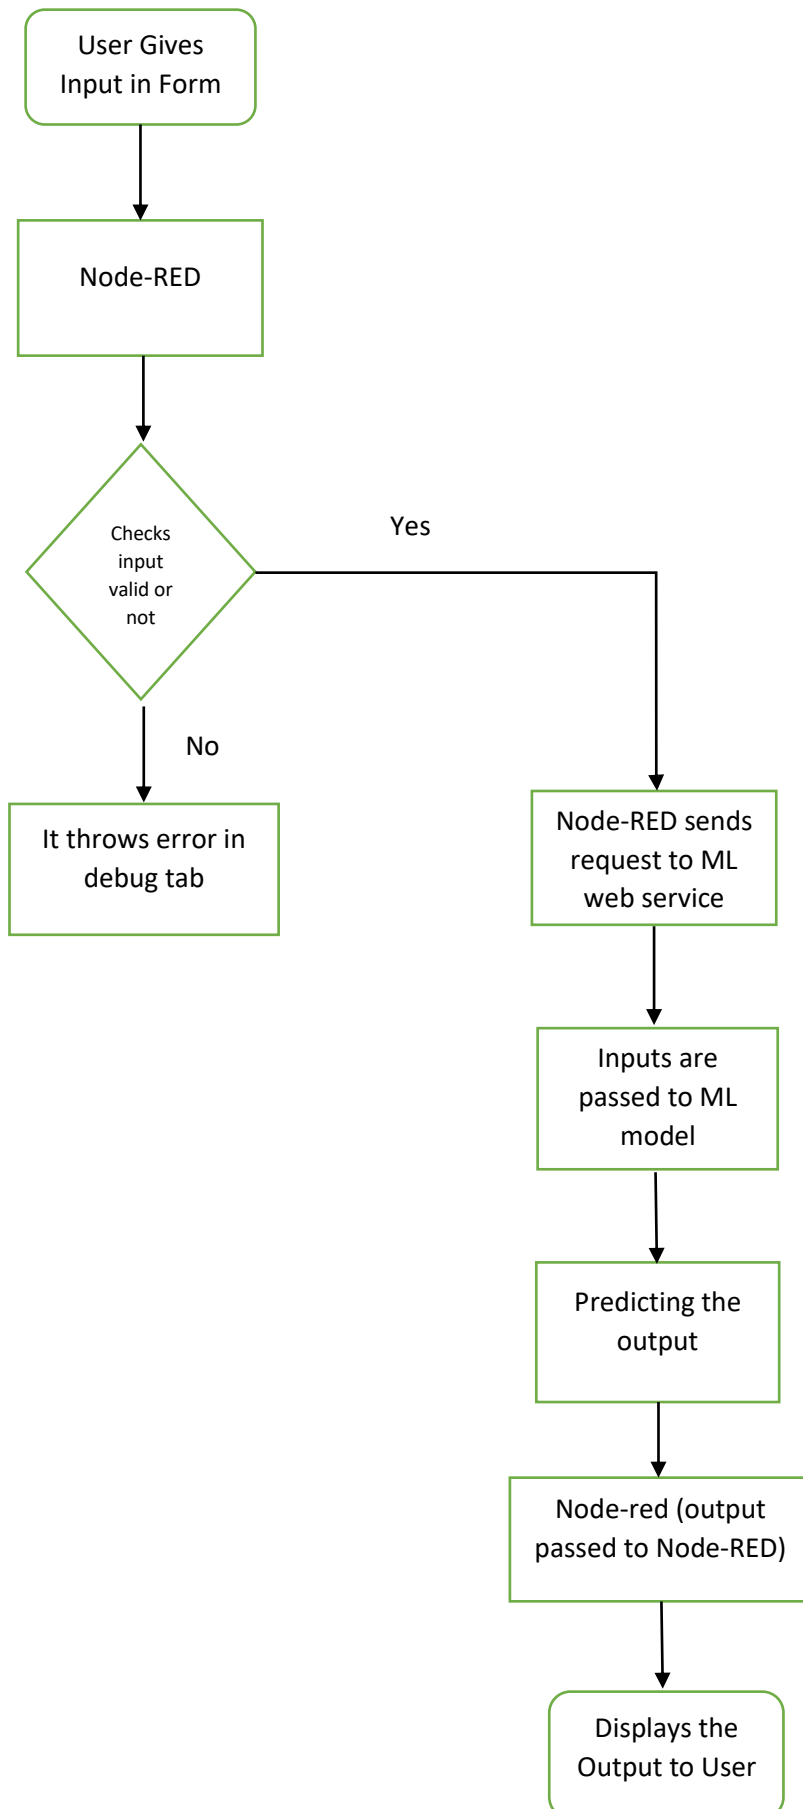 User Gives
Input in Form
Node-RED
Checks
input
valid or
not
Yes
No
It throws error in
debug tab
Node-RED sends
request to ML
web service
Inputs are
passed to ML
model
Predicting the
output
Node-red (output
passed to Node-RED)
Displays the
Output to User